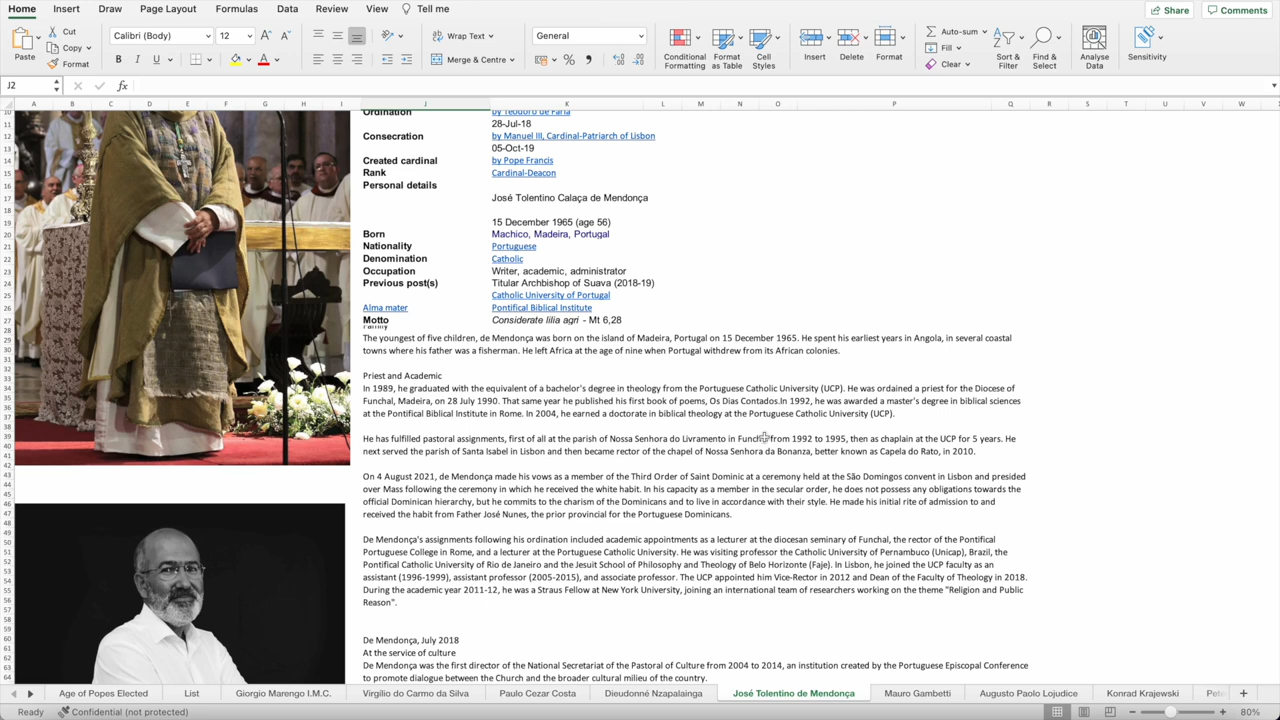 Home Insert Draw Page Layout Formulas Data Review View Tell me Share Comments
Paste Cut Copy Format Calibri (Body) 12 Wrap Text Merge & Centre General Conditional Formatting Format as Table Cell Styles Insert Delete Format Auto-sum Fill Clear Sort & Filter Find & Select Analyse Data Sensitivity
J2 fx
A B C D E F G H I J K L M N O P Q R S T U V W
Ordination by Teodoro de Faria
28-Jul-18
Consecration by Manuel III, Cardinal-Patriarch of Lisbon
05-Oct-19
Created cardinal by Pope Francis
Rank Cardinal-Deacon
Personal details
José Tolentino Calaça de Mendonça
15 December 1965 (age 56)
Born Machico, Madeira, Portugal
Nationality Portuguese
Denomination Catholic
Occupation Writer, academic, administrator
Previous post(s) Titular Archbishop of Suava (2018-19)
Catholic University of Portugal
Alma mater Pontifical Biblical Institute
Motto Considerate lilia agri - Mt 6,28
Family
The youngest of five children, de Mendonça was born on the island of Madeira, Portugal on 15 December 1965. He spent his earliest years in Angola, in several coastal
towns where his father was a fisherman. He left Africa at the age of nine when Portugal withdrew from its African colonies.
Priest and Academic
In 1989, he graduated with the equivalent of a bachelor's degree in theology from the Portuguese Catholic University (UCP). He was ordained a priest for the Diocese of
Funchal, Madeira, on 28 July 1990. That same year he published his first book of poems, Os Dias Contados.In 1992, he was awarded a master's degree in biblical sciences
at the Pontifical Biblical Institute in Rome. In 2004, he earned a doctorate in biblical theology at the Portuguese Catholic University (UCP).
He has fulfilled pastoral assignments, first of all at the parish of Nossa Senhora do Livramento in Funchal from 1992 to 1995, then as chaplain at the UCP for 5 years. He
next served the parish of Santa Isabel in Lisbon and then became rector of the chapel of Nossa Senhora da Bonanza, better known as Capela do Rato, in 2010.
On 4 August 2021, de Mendonça made his vows as a member of the Third Order of Saint Dominic at a ceremony held at the São Domingos convent in Lisbon and presided
over Mass following the ceremony in which he received the white habit. In his capacity as a member in the secular order, he does not possess any obligations towards the
official Dominican hierarchy, but he commits to the charism of the Dominicans and to live in accordance with their style. He made his initial rite of admission to and
received the habit from Father José Nunes, the prior provincial for the Portuguese Dominicans.
De Mendonça's assignments following his ordination included academic appointments as a lecturer at the diocesan seminary of Funchal, the rector of the Pontifical
Portuguese College in Rome, and a lecturer at the Portuguese Catholic University. He was visiting professor the Catholic University of Pernambuco (Unicap), Brazil, the
Pontifical Catholic University of Rio de Janeiro and the Jesuit School of Philosophy and Theology of Belo Horizonte (Faje). In Lisbon, he joined the UCP faculty as an
assistant (1996-1999), assistant professor (2005-2015), and associate professor. The UCP appointed him Vice-Rector in 2012 and Dean of the Faculty of Theology in 2018.
During the academic year 2011-12, he was a Straus Fellow at New York University, joining an international team of researchers working on the theme "Religion and Public
Reason".
De Mendonça, July 2018
At the service of culture
De Mendonça was the first director of the National Secretariat of the Pastoral of Culture from 2004 to 2014, an institution created by the Portuguese Episcopal Conference
to promote dialogue between the Church and the broader cultural milieu of the country.
Age of Popes Elected List Giorgio Marengo I.M.C. Virgílio do Carmo da Silva Paulo Cezar Costa Dieudonné Nzapalainga José Tolentino de Mendonça Mauro Gambetti Augusto Paolo Lojudice Konrad Krajewski
Ready Confidential (not protected) 80%